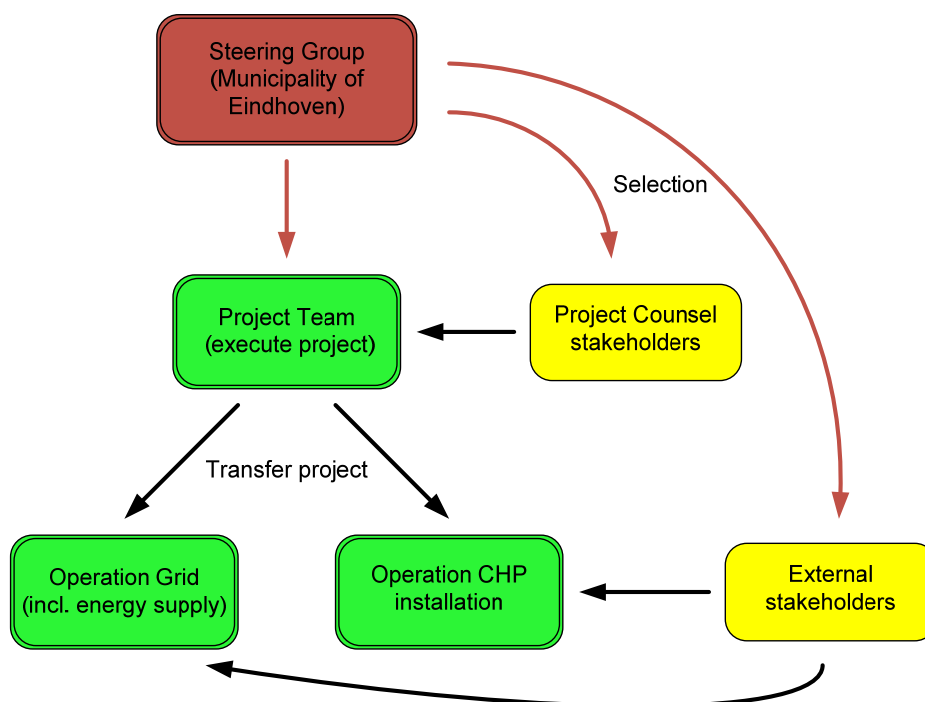 Steering Group
(Municipality of
Eindhoven)
Selection
Project Team
(execute project)
Project Counsel
stakeholders
Transfer project
Operation Grid
(incl. energy supply)
Operation CHP
installation
External
stakeholders